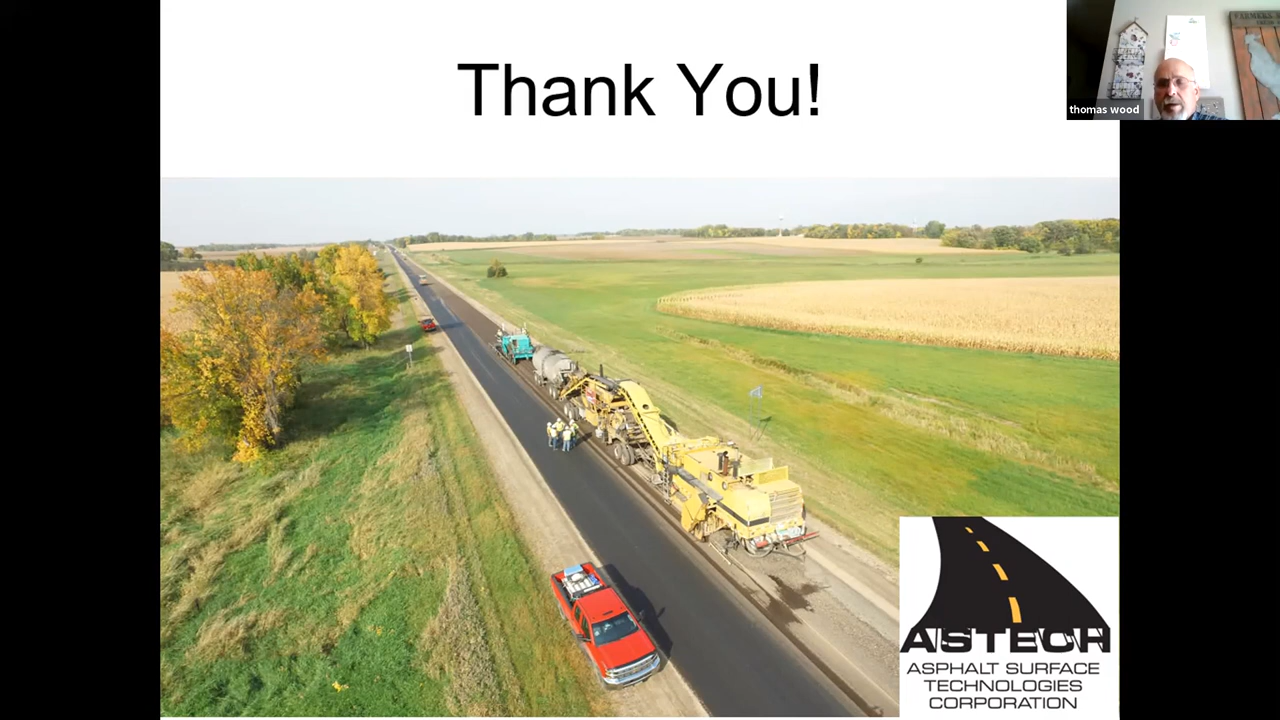 Thank You!
thomas wood
ASTECH
ASPHALT SURFACE
TECHNOLOGIES
CORPORATION